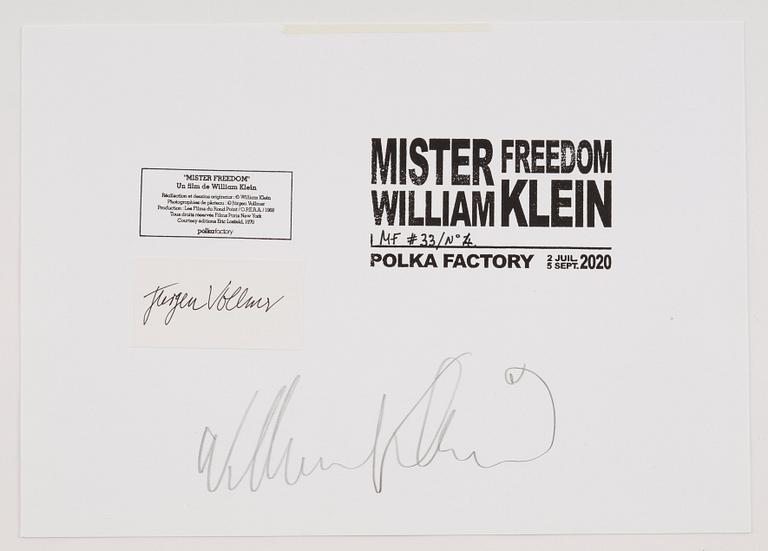 "MISTER FREEDOM"
Un film de William Klein
Réalisation et dessins originaux : © William Klein
Photographies de plateau : © Jürgen Vollmer
Production : Les Films du Rond Point / O.P.E.R.A. / 1968
Tous droits réservés Films Paris New York
Courtesy éditions Eric Losfeld, 1970
polkafactory
MISTER FREEDOM
WILLIAM KLEIN
MF #33/N°4.
POLKA FACTORY 2 JUIL. 5 SEPT. 2020
Jürgen Vollmer
William Klein